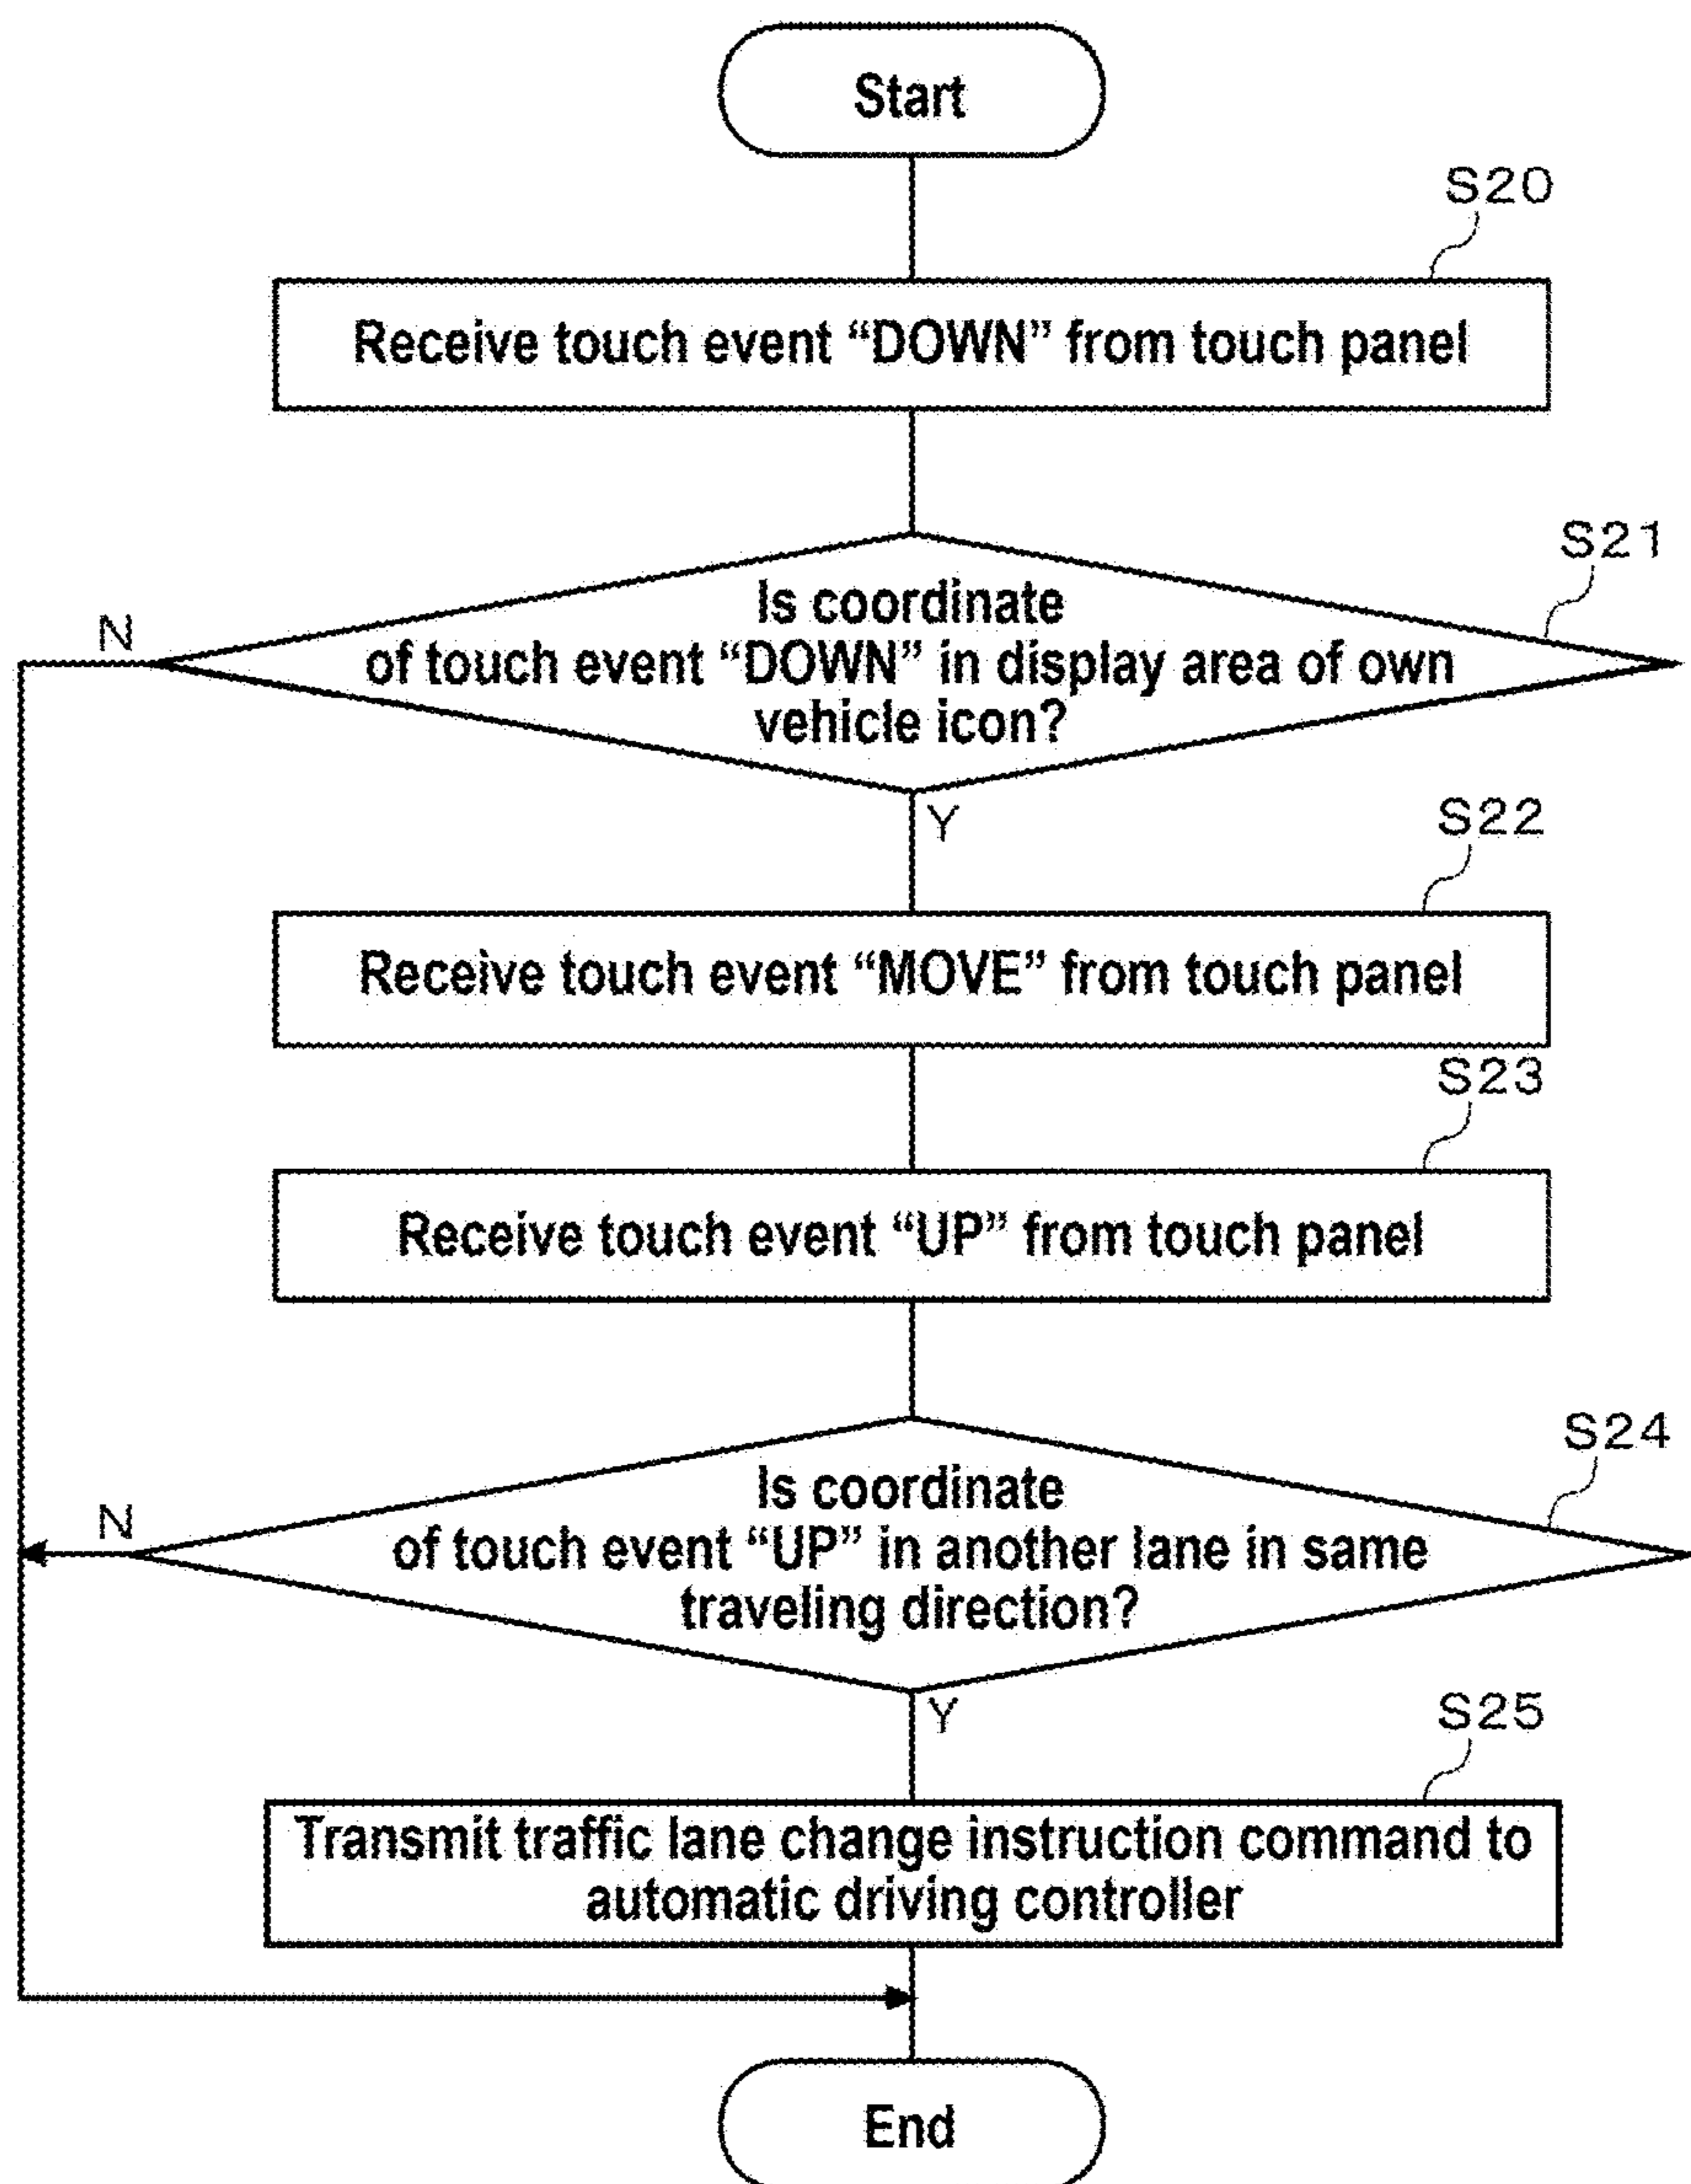 Start
S20
Receive touch event “DOWN” from touch panel
S21
Is coordinate
of touch event “DOWN” in display area of own
vehicle icon?
N
Y
S22
Receive touch event “MOVE” from touch panel
S23
Receive touch event “UP” from touch panel
S24
Is coordinate
of touch event “UP” in another lane in same
traveling direction?
N
Y
S25
Transmit traffic lane change instruction command to
automatic driving controller
End